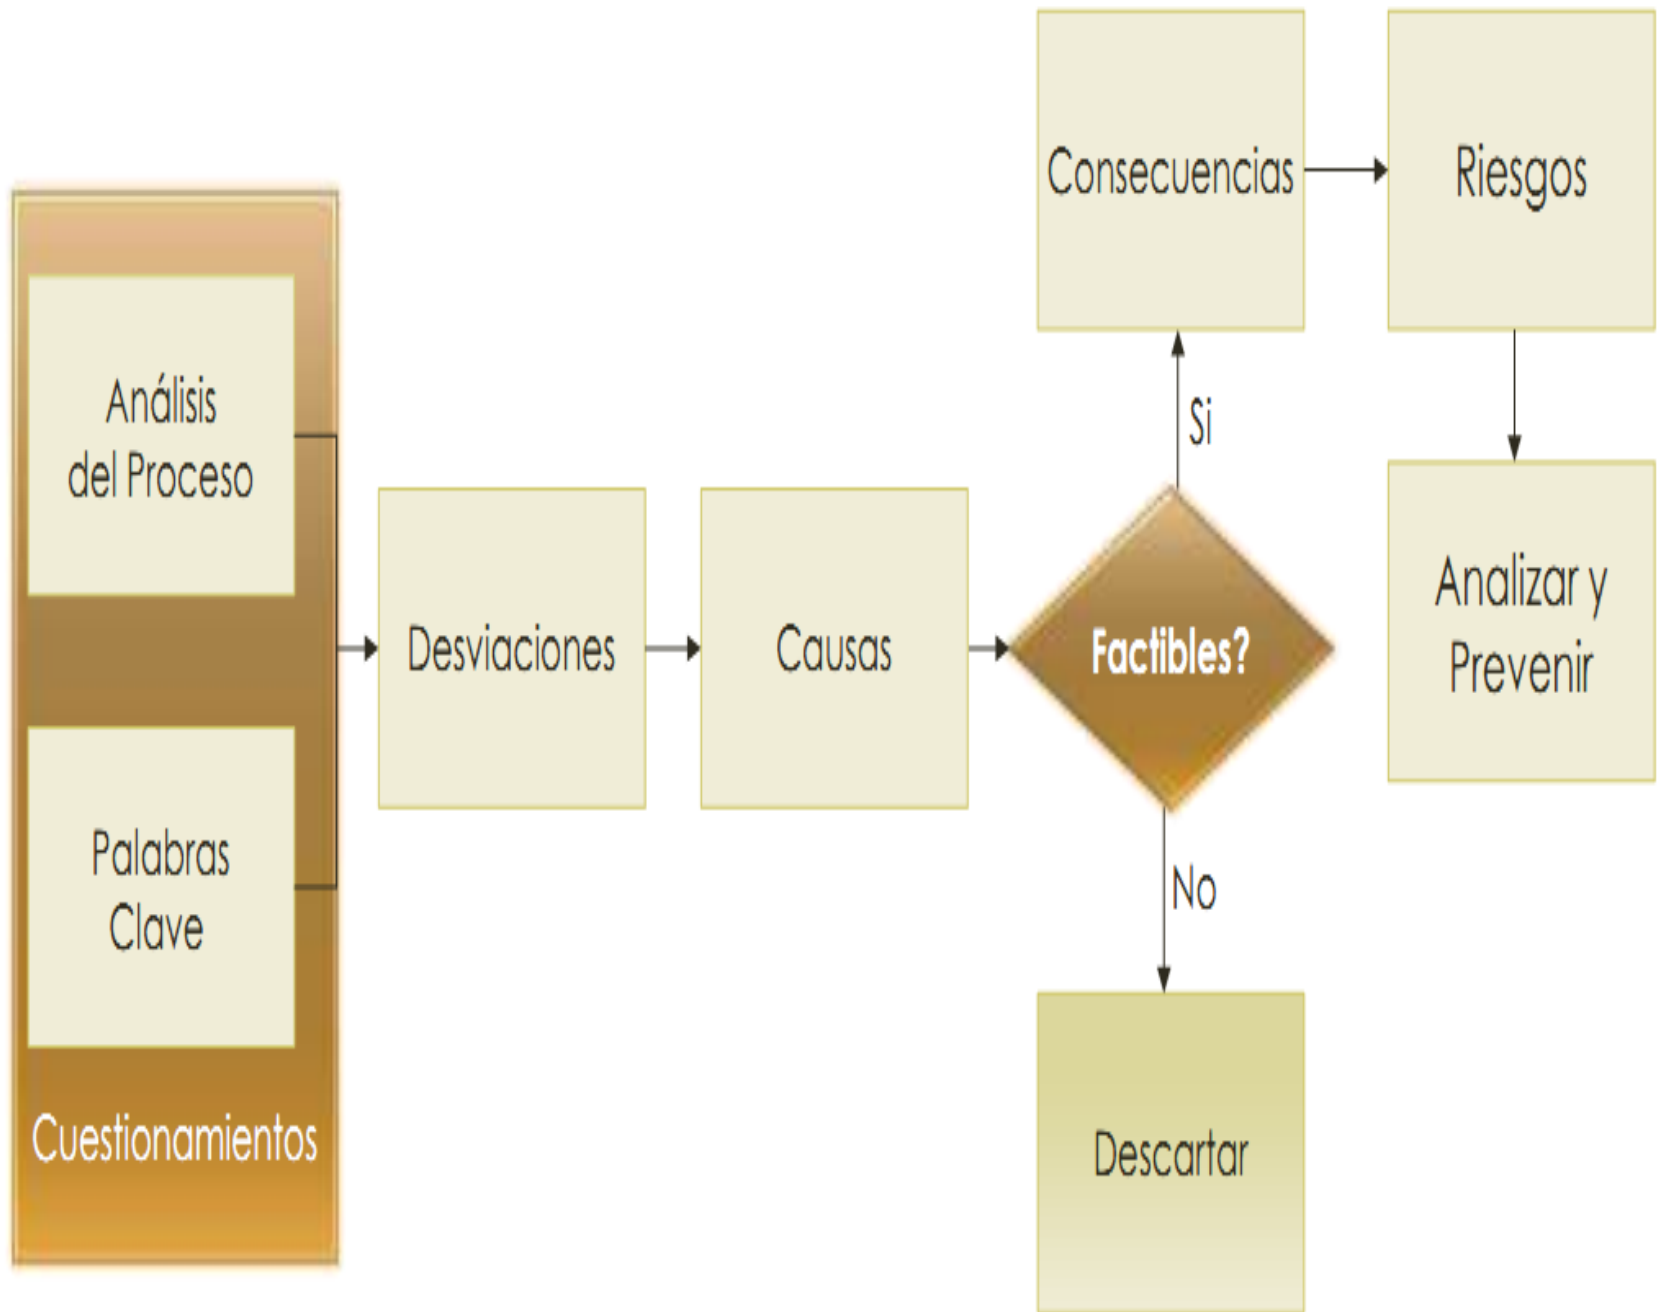 Análisis
del Proceso
Palabras
Clave
Cuestionamientos
Desviaciones
Causas
Factibles?
Si
Consecuencias
Riesgos
Analizar y
Prevenir
No
Descartar